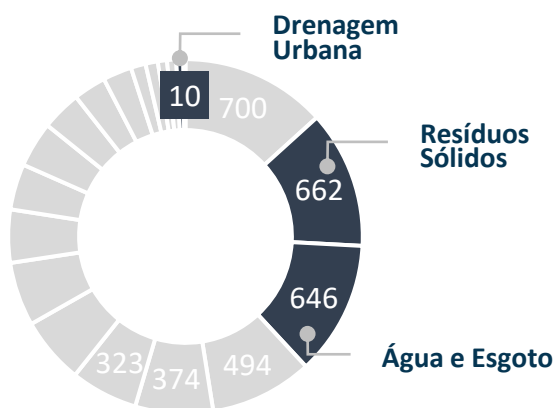 Drenagem
Urbana
10
700
Resíduos
Sólidos
662
646
Água e Esgoto
494
374
323